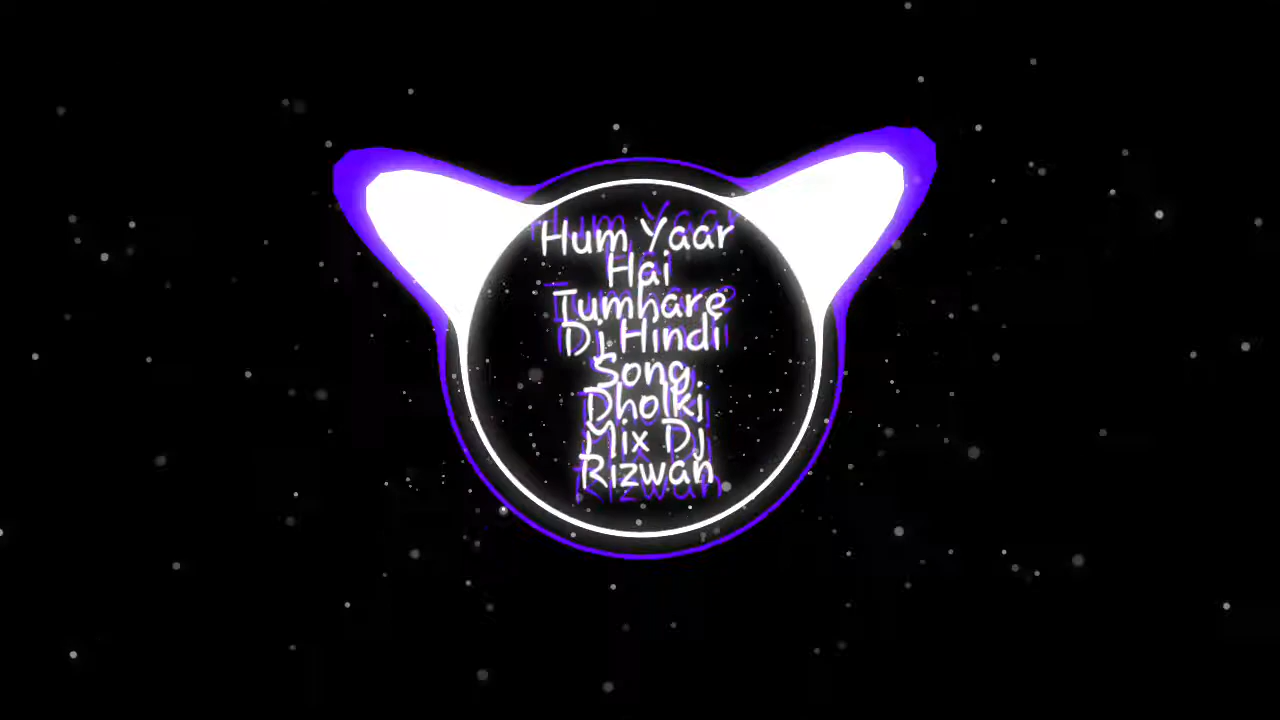 Hum Yaar
Hai
Tumhare
Dj Hindi
Song
Dholki
Mix Dj
Rizwan